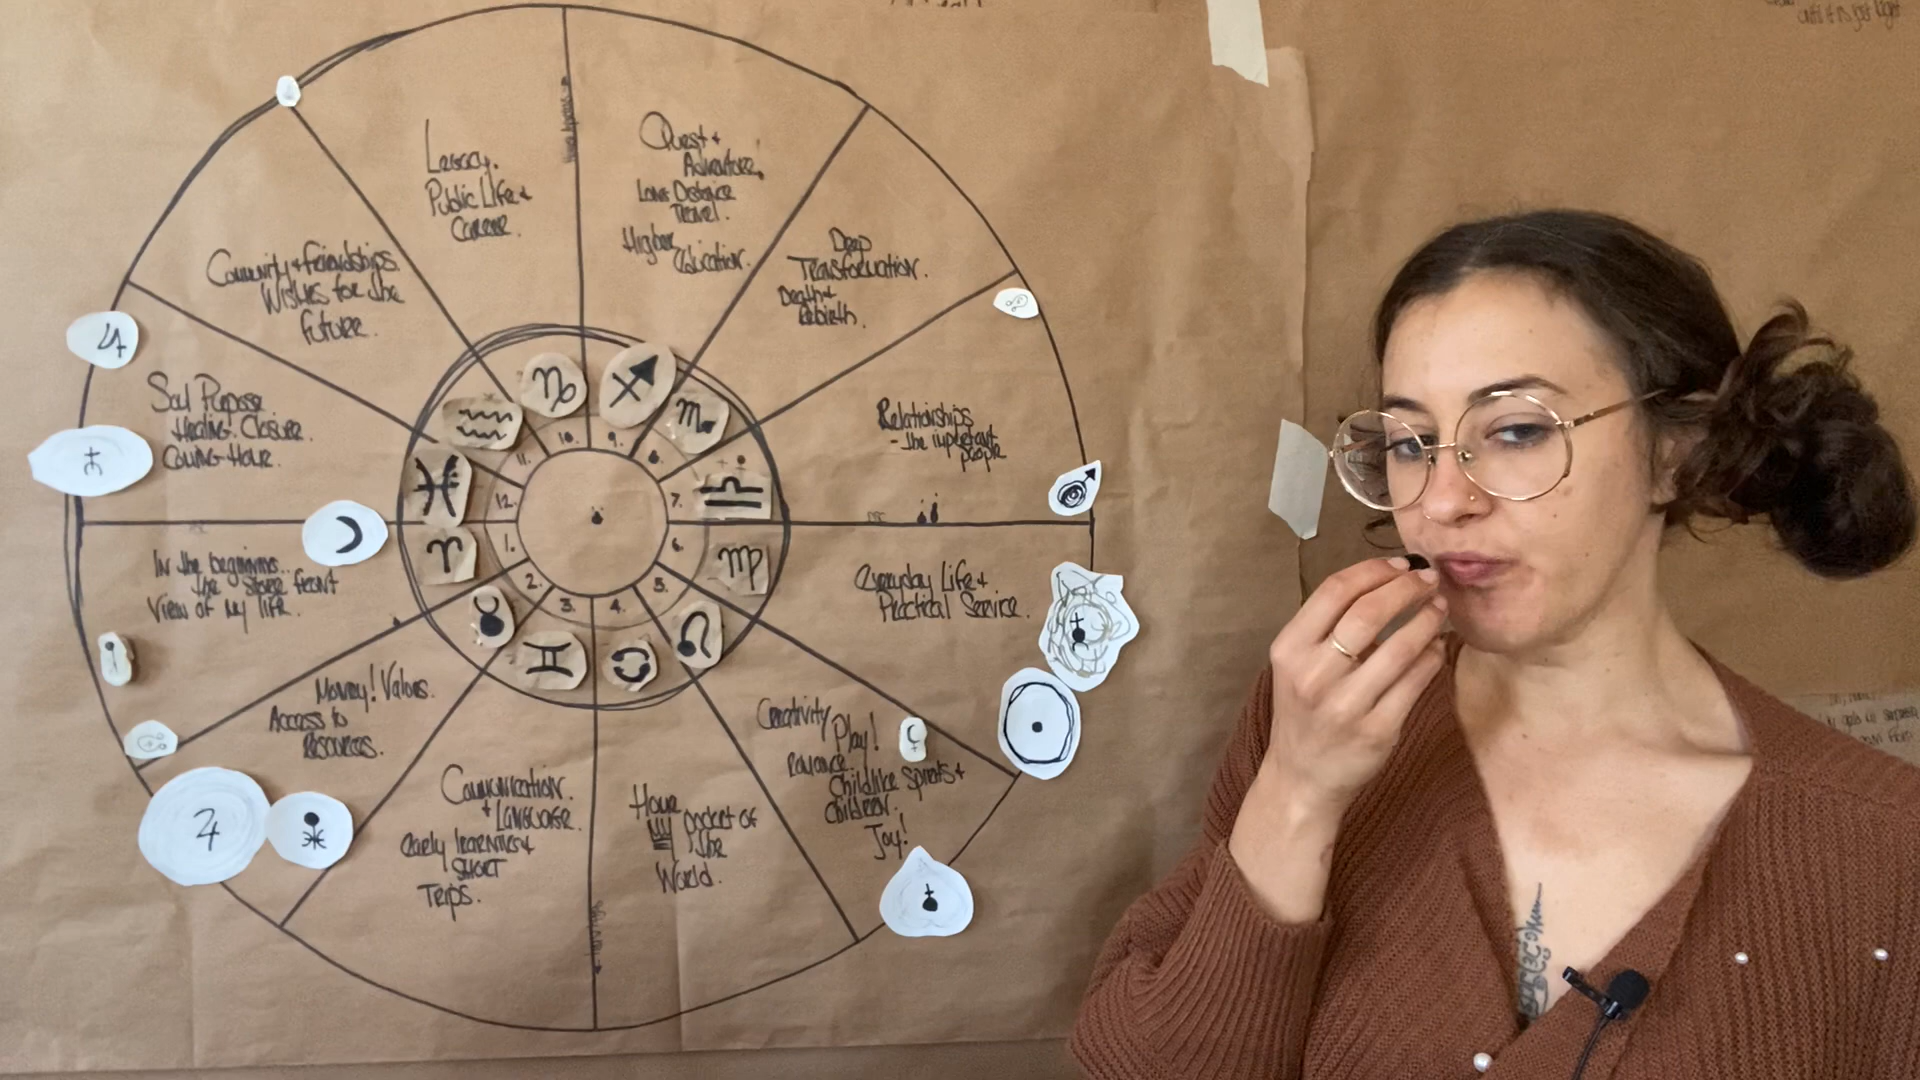 Legacy.
Public Life +
Career.
Quest +
Adventure,
Long Distance
Travel.
Higher
Education.
Community + friendships.
Wishes for the
future.
Deep
Transformation.
Death +
Rebirth.
Soul Purpose
Healing. Closure.
Relationships
- the important
people
10.
9.
11.
8.
12.
7.
1.
6.
2.
3.
4.
5.
In the beginning...
the store front
View of my life.
Everyday Life +
Practical Service.
Money! Values.
Access to
Resources.
Creativity
Play!
Romance.
Childlike Spirits +
Children.
Joy!
Communication.
+ Language.
Early learning +
SHORT
Trips.
Home
MY pocket of
the
World.